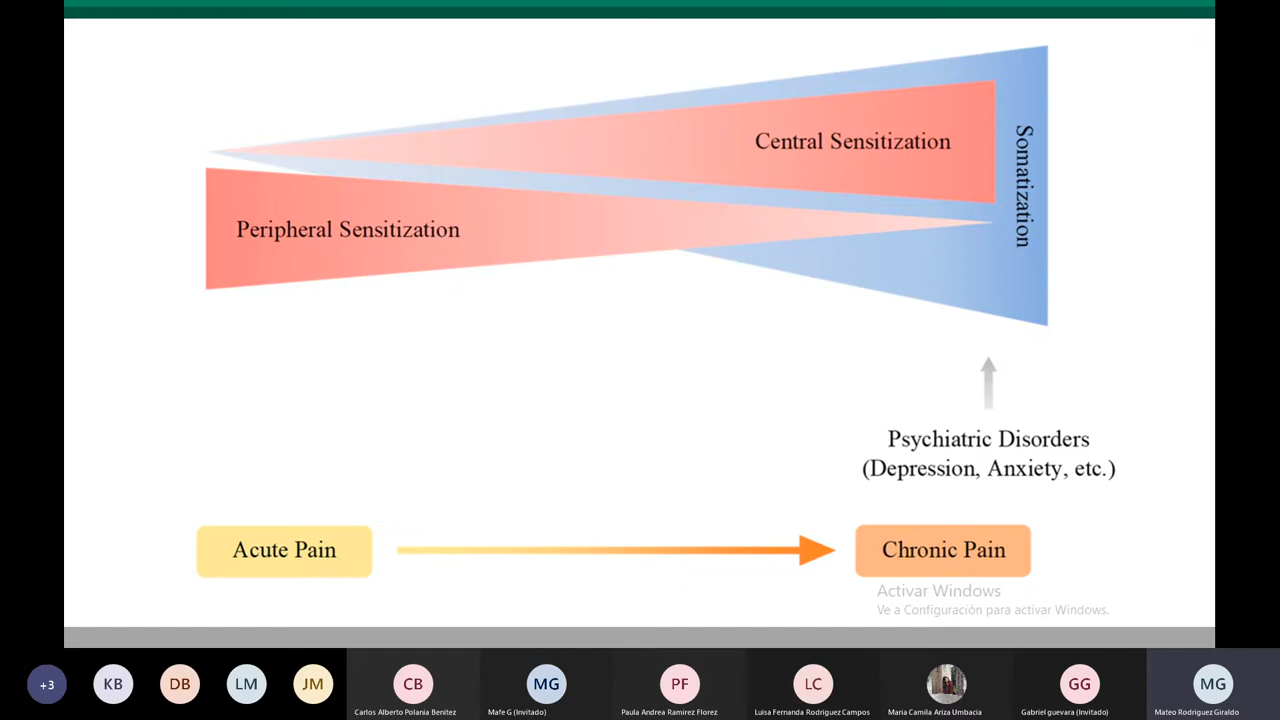 Central Sensitization
Somatization
Peripheral Sensitization
Psychiatric Disorders
(Depression, Anxiety, etc.)
Acute Pain
Chronic Pain
Activar Windows
Ve a Configuración para activar Windows.
+3
KB
DB
LM
JM
CB
MG
PF
LC
GG
MG
Carlos Alberto Polania Benitez
Mafe G (Invitado)
Paula Andrea Ramirez Florez
Luisa Fernanda Rodriguez Campos
Maria Camila Ariza Umbacia
Gabriel guevara (Invitado)
Mateo Rodriguez Giraldo